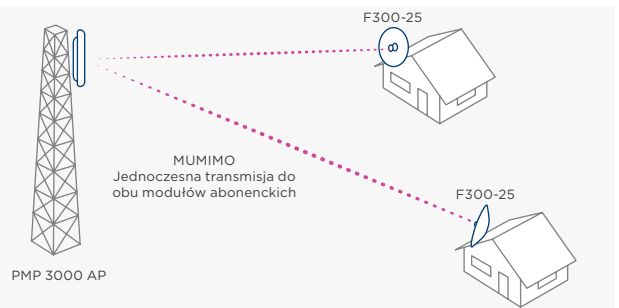 F300-25
MUMIMO
Jednoczesna transmisja do
obu modułów abonenckich
F300-25
PMP 3000 AP